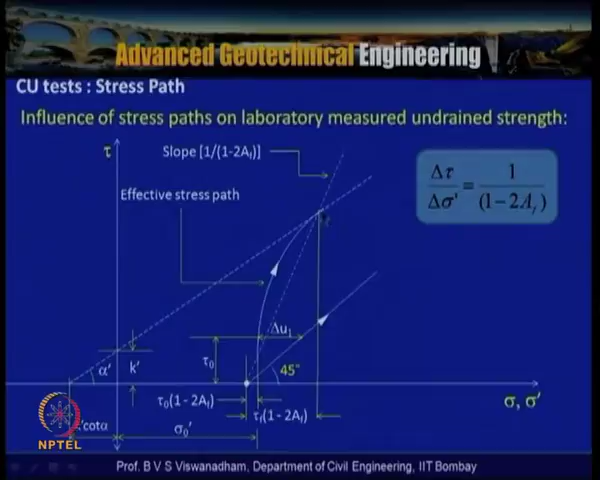 Advanced Geotechnical Engineering
CU tests : Stress Path
Influence of stress paths on laboratory measured undrained strength:
τ
Slope [1/(1-2Af)]
Effective stress path
Δτ/Δσ' = 1/(1-2Af)
Δu1
α'
k'
τ0
45°
τ0(1-2Af)
τf(1-2Af)
σ, σ'
'cotα
σ0'
NPTEL
Prof. B V S Viswanadham, Department of Civil Engineering, IIT Bombay